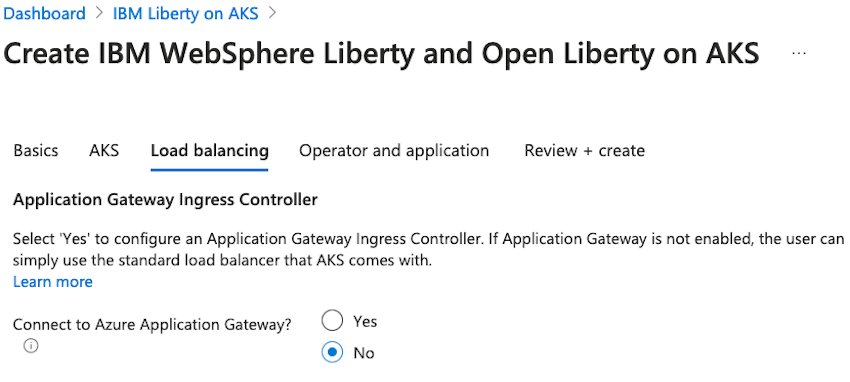 Dashboard > IBM Liberty on AKS >
Create IBM WebSphere Liberty and Open Liberty on AKS ...
Basics AKS Load balancing Operator and application Review + create
Application Gateway Ingress Controller
Select 'Yes' to configure an Application Gateway Ingress Controller. If Application Gateway is not enabled, the user can
simply use the standard load balancer that AKS comes with.
Learn more
Connect to Azure Application Gateway? Yes
No